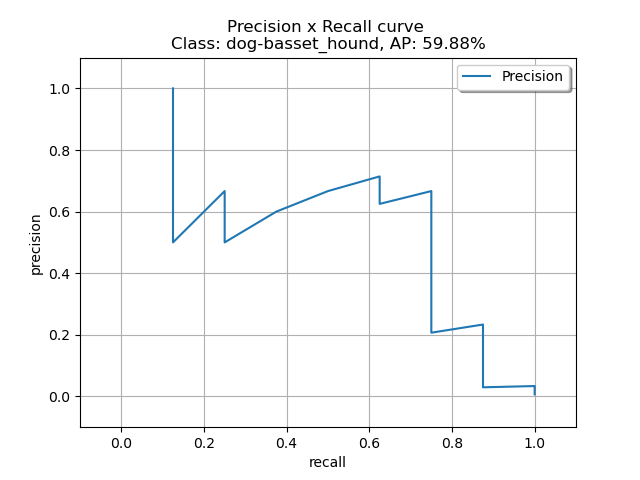 Precision x Recall curve
Class: dog-basset_hound, AP: 59.88%
Precision
1.0
0.8
0.6
0.4
0.2
0.0
precision
0.0 0.2 0.4 0.6 0.8 1.0
recall